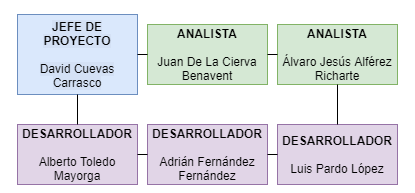 JEFE DE
PROYECTO
David Cuevas
Carrasco
ANALISTA
Juan De La Cierva
Benavent
ANALISTA
Álvaro Jesús Alférez
Richarte
DESARROLLADOR
Alberto Toledo
Mayorga
DESARROLLADOR
Adrián Fernández
Fernández
DESARROLLADOR
Luis Pardo López